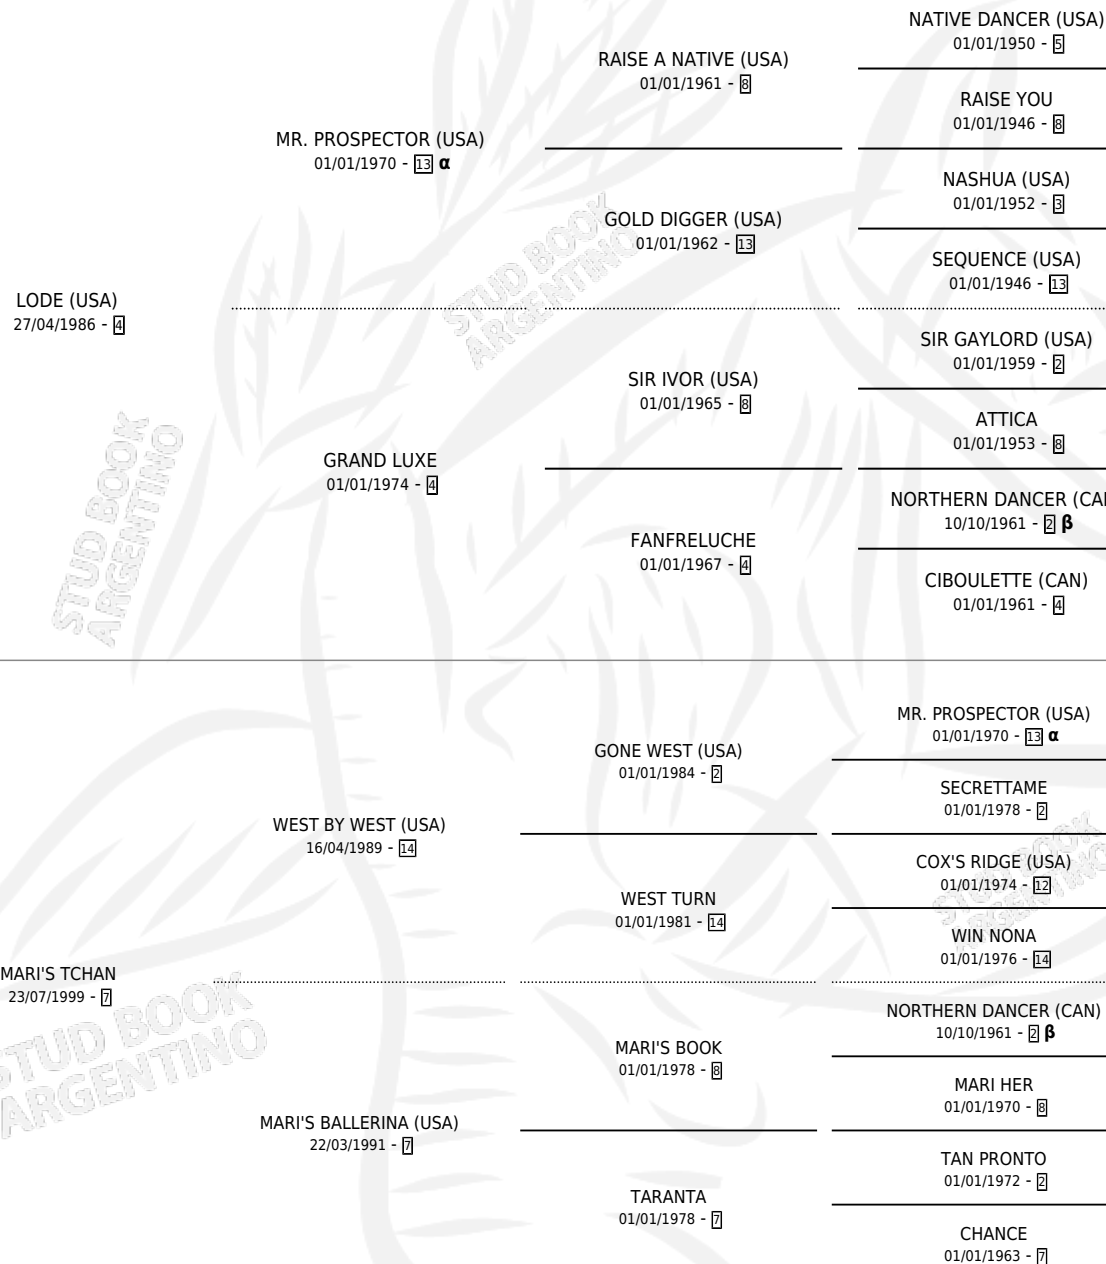 NATIVE DANCER (USA)
01/01/1950 - 5
RAISE A NATIVE (USA)
01/01/1961 - 8
RAISE YOU
01/01/1946 - 8
MR. PROSPECTOR (USA)
01/01/1970 - 13 α
NASHUA (USA)
01/01/1952 - 3
GOLD DIGGER (USA)
01/01/1962 - 13
SEQUENCE (USA)
01/01/1946 - 13
LODE (USA)
27/04/1986 - 4
SIR GAYLORD (USA)
01/01/1959 - 2
SIR IVOR (USA)
01/01/1965 - 8
ATTICA
01/01/1953 - 8
GRAND LUXE
01/01/1974 - 4
NORTHERN DANCER (CAN
10/10/1961 - 2 β
FANFRELUCHE
01/01/1967 - 4
CIBOULETTE (CAN)
01/01/1961 - 4
MR. PROSPECTOR (USA)
01/01/1970 - 13 α
GONE WEST (USA)
01/01/1984 - 2
SECRETTAME
01/01/1978 - 2
WEST BY WEST (USA)
16/04/1989 - 14
COX'S RIDGE (USA)
01/01/1974 - 12
WEST TURN
01/01/1981 - 14
WIN NONA
01/01/1976 - 14
MARI'S TCHAN
23/07/1999 - 7
NORTHERN DANCER (CAN)
10/10/1961 - 2 β
MARI'S BOOK
01/01/1978 - 8
MARI HER
01/01/1970 - 8
MARI'S BALLERINA (USA)
22/03/1991 - 7
TAN PRONTO
01/01/1972 - 2
TARANTA
01/01/1978 - 7
CHANCE
01/01/1963 - 7
STUD BOOK
ARGENTINO
STUD BOOK
ARGENTINO
STUD BOOK
ARGENTINO
STUD BOOK
ARGENTINO